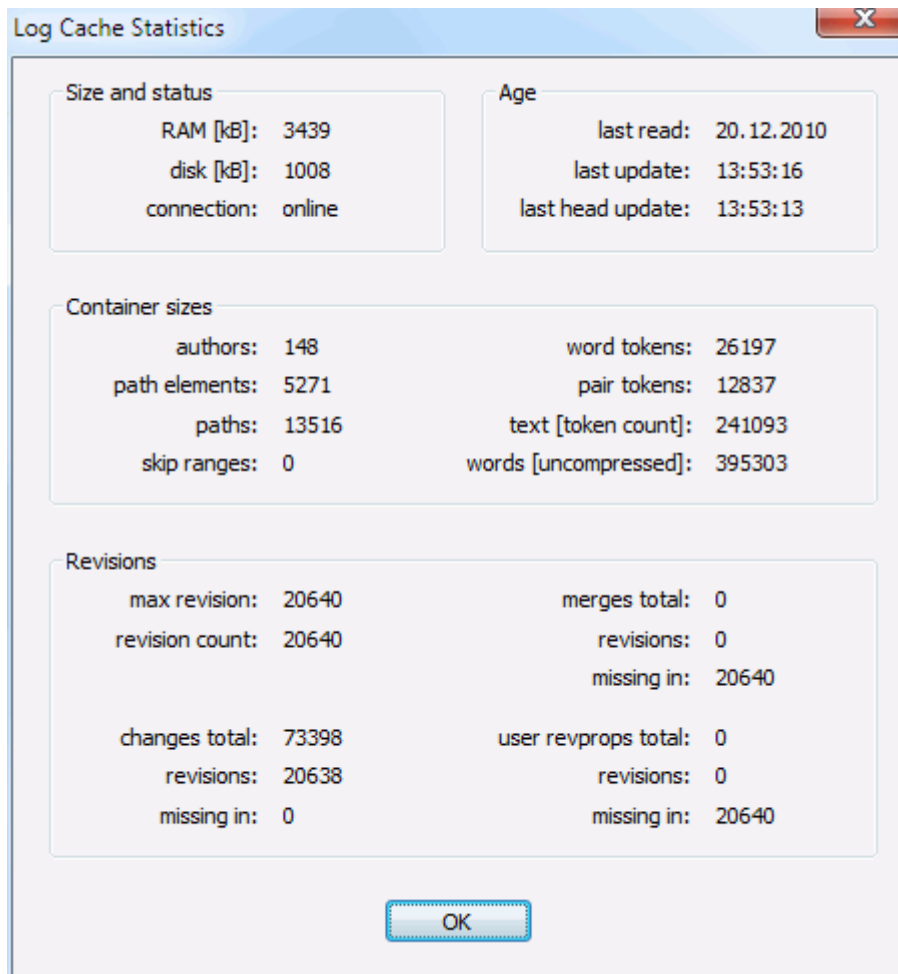 Log Cache Statistics
Size and status
RAM [kB]: 3439
disk [kB]: 1008
connection: online
Age
last read: 20.12.2010
last update: 13:53:16
last head update: 13:53:13
Container sizes
authors: 148
path elements: 5271
paths: 13516
skip ranges: 0
word tokens: 26197
pair tokens: 12837
text [token count]: 241093
words [uncompressed]: 395303
Revisions
max revision: 20640
revision count: 20640
merges total: 0
revisions: 0
missing in: 20640
changes total: 73398
revisions: 20638
missing in: 0
user revprops total: 0
revisions: 0
missing in: 20640
OK